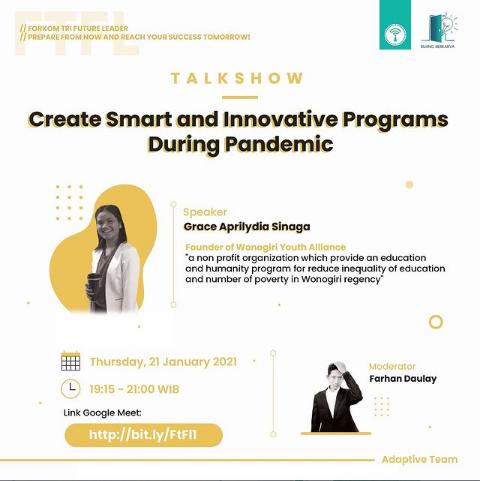 FTFL
// FORKOM TRI FUTURE LEADER
// PREPARE FROM NOW AND REACH YOUR SUCCESS TOMORROW!
RUANG BERKARYA
TALKSHOW
Create Smart and Innovative Programs
During Pandemic
Speaker
Grace Aprilydia Sinaga
Founder of Wonogiri Youth Alliance
"a non profit organization which provide an education
and humanity program for reduce inequality of education
and number of poverty in Wonogiri regency"
Thursday, 21 January 2021
19:15 - 21:00 WIB
Link Google Meet:
http://bit.ly/FtFl1
Moderator
Farhan Daulay
Adaptive Team